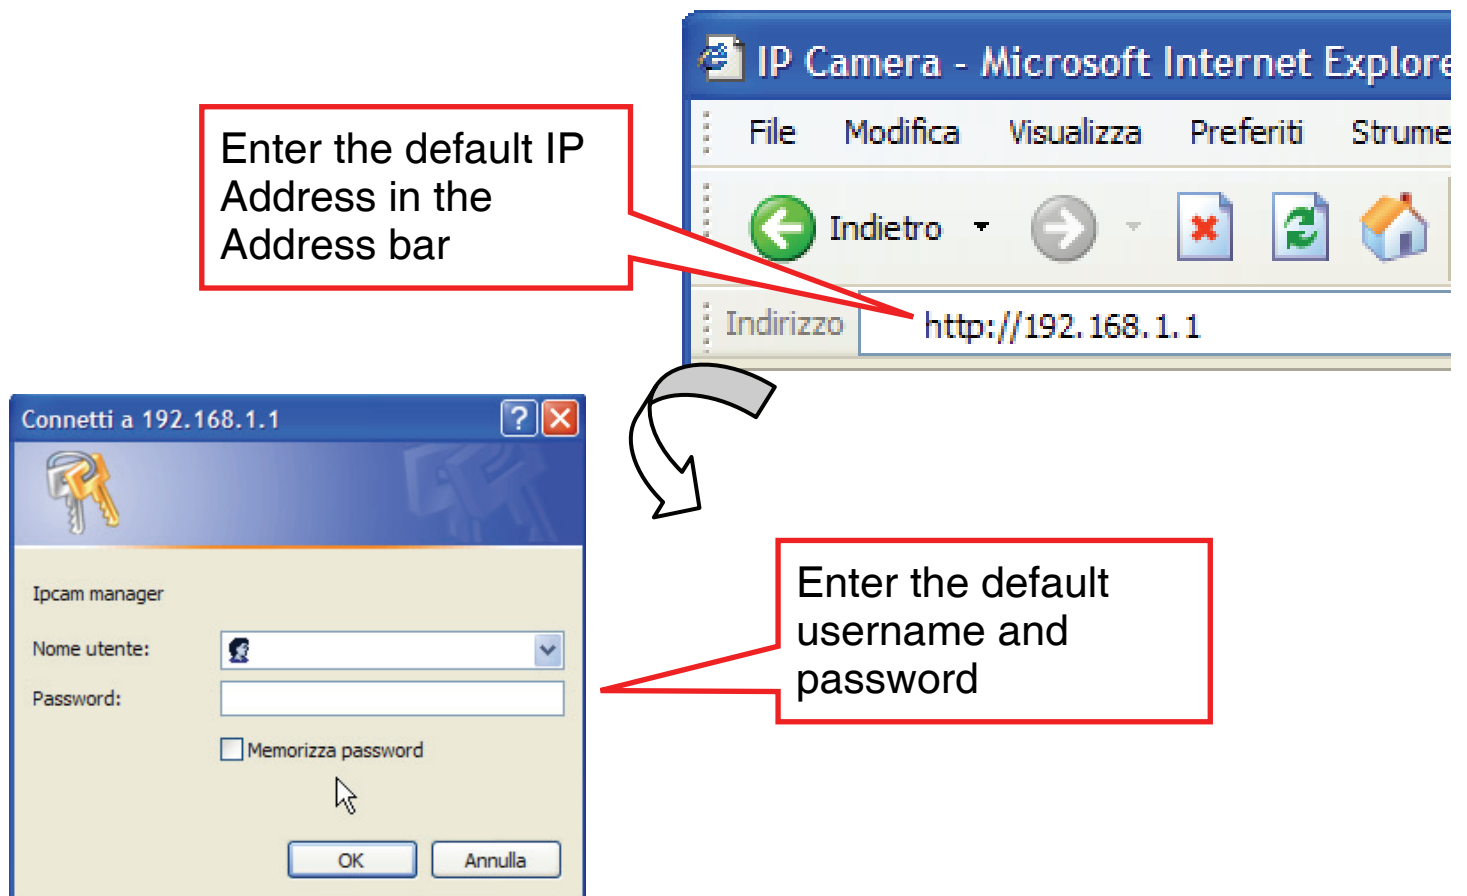 IP Camera - Microsoft Internet Explore
File Modifica Visualizza Preferiti Strume
Indietro
Indirizzo http://192.168.1.1
Enter the default IP
Address in the
Address bar
Connetti a 192.168.1.1
Ipcam manager
Nome utente:
Password:
Memorizza password
OK Annulla
Enter the default
username and
password